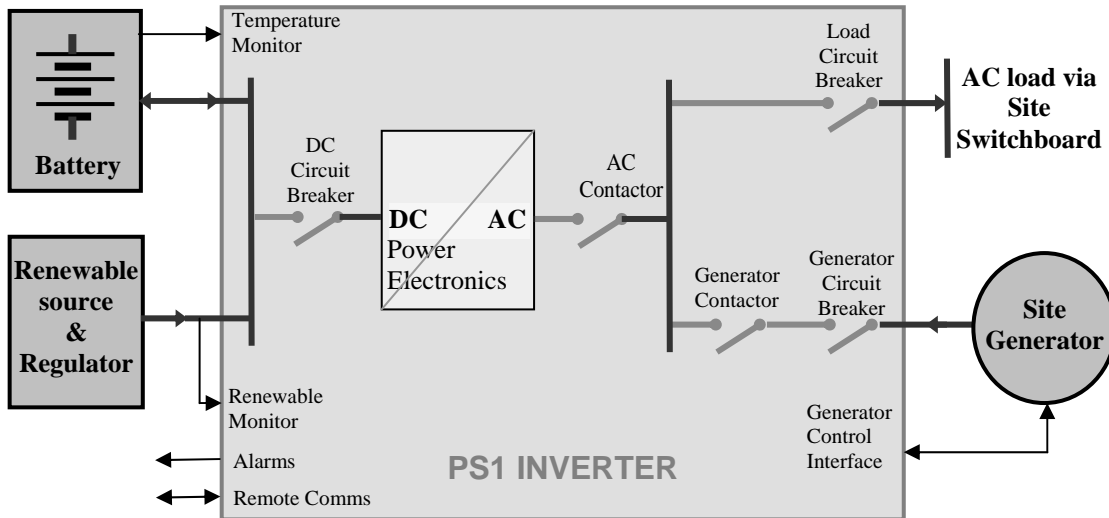 Temperature
Monitor
Battery
Load
Circuit
Breaker
AC load via
Site
Switchboard
DC
Circuit
Breaker
AC
Contactor
DC AC
Power
Electronics
Renewable
source
&
Regulator
Generator
Contactor
Generator
Circuit
Breaker
Site
Generator
Renewable
Monitor
Alarms
Remote Comms
PS1 INVERTER
Generator
Control
Interface